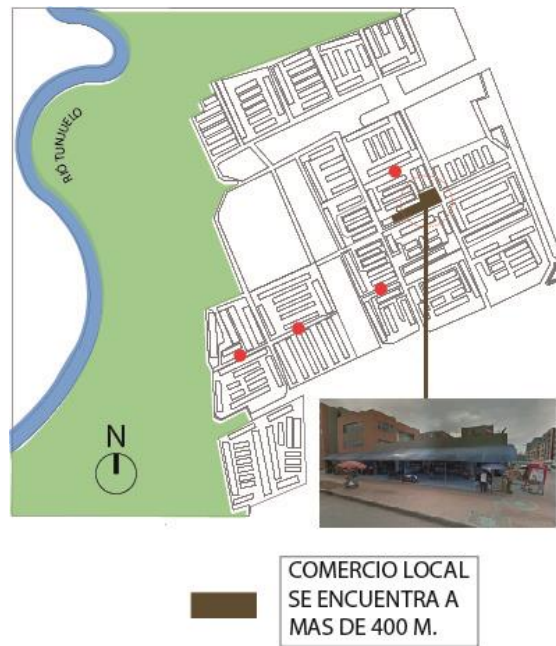 RÍO TUNJUELO
N
COMERCIO LOCAL
SE ENCUENTRA A
MAS DE 400 M.